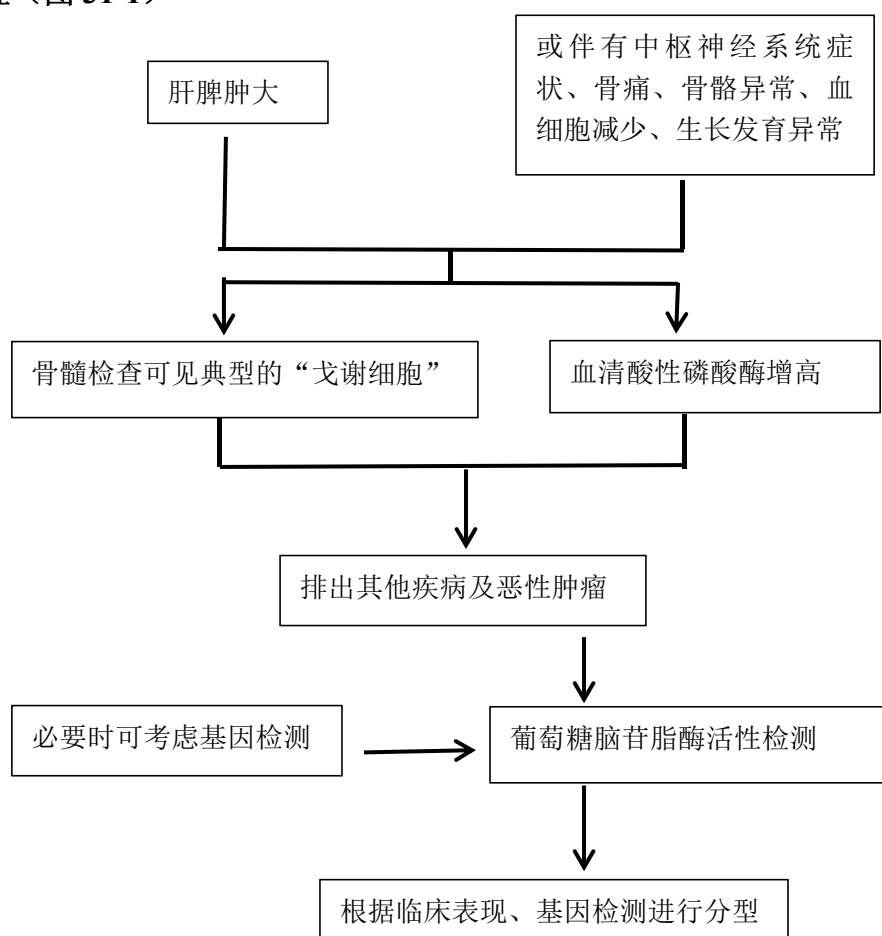 （图 31-1）
肝脾肿大
或伴有中枢神经系统症
状、骨痛、骨骼异常、血
细胞减少、生长发育异常
骨髓检查可见典型的“戈谢细胞”
血清酸性磷酸酶增高
排出其他疾病及恶性肿瘤
必要时可考虑基因检测
葡萄糖脑苷脂酶活性检测
根据临床表现、基因检测进行分型